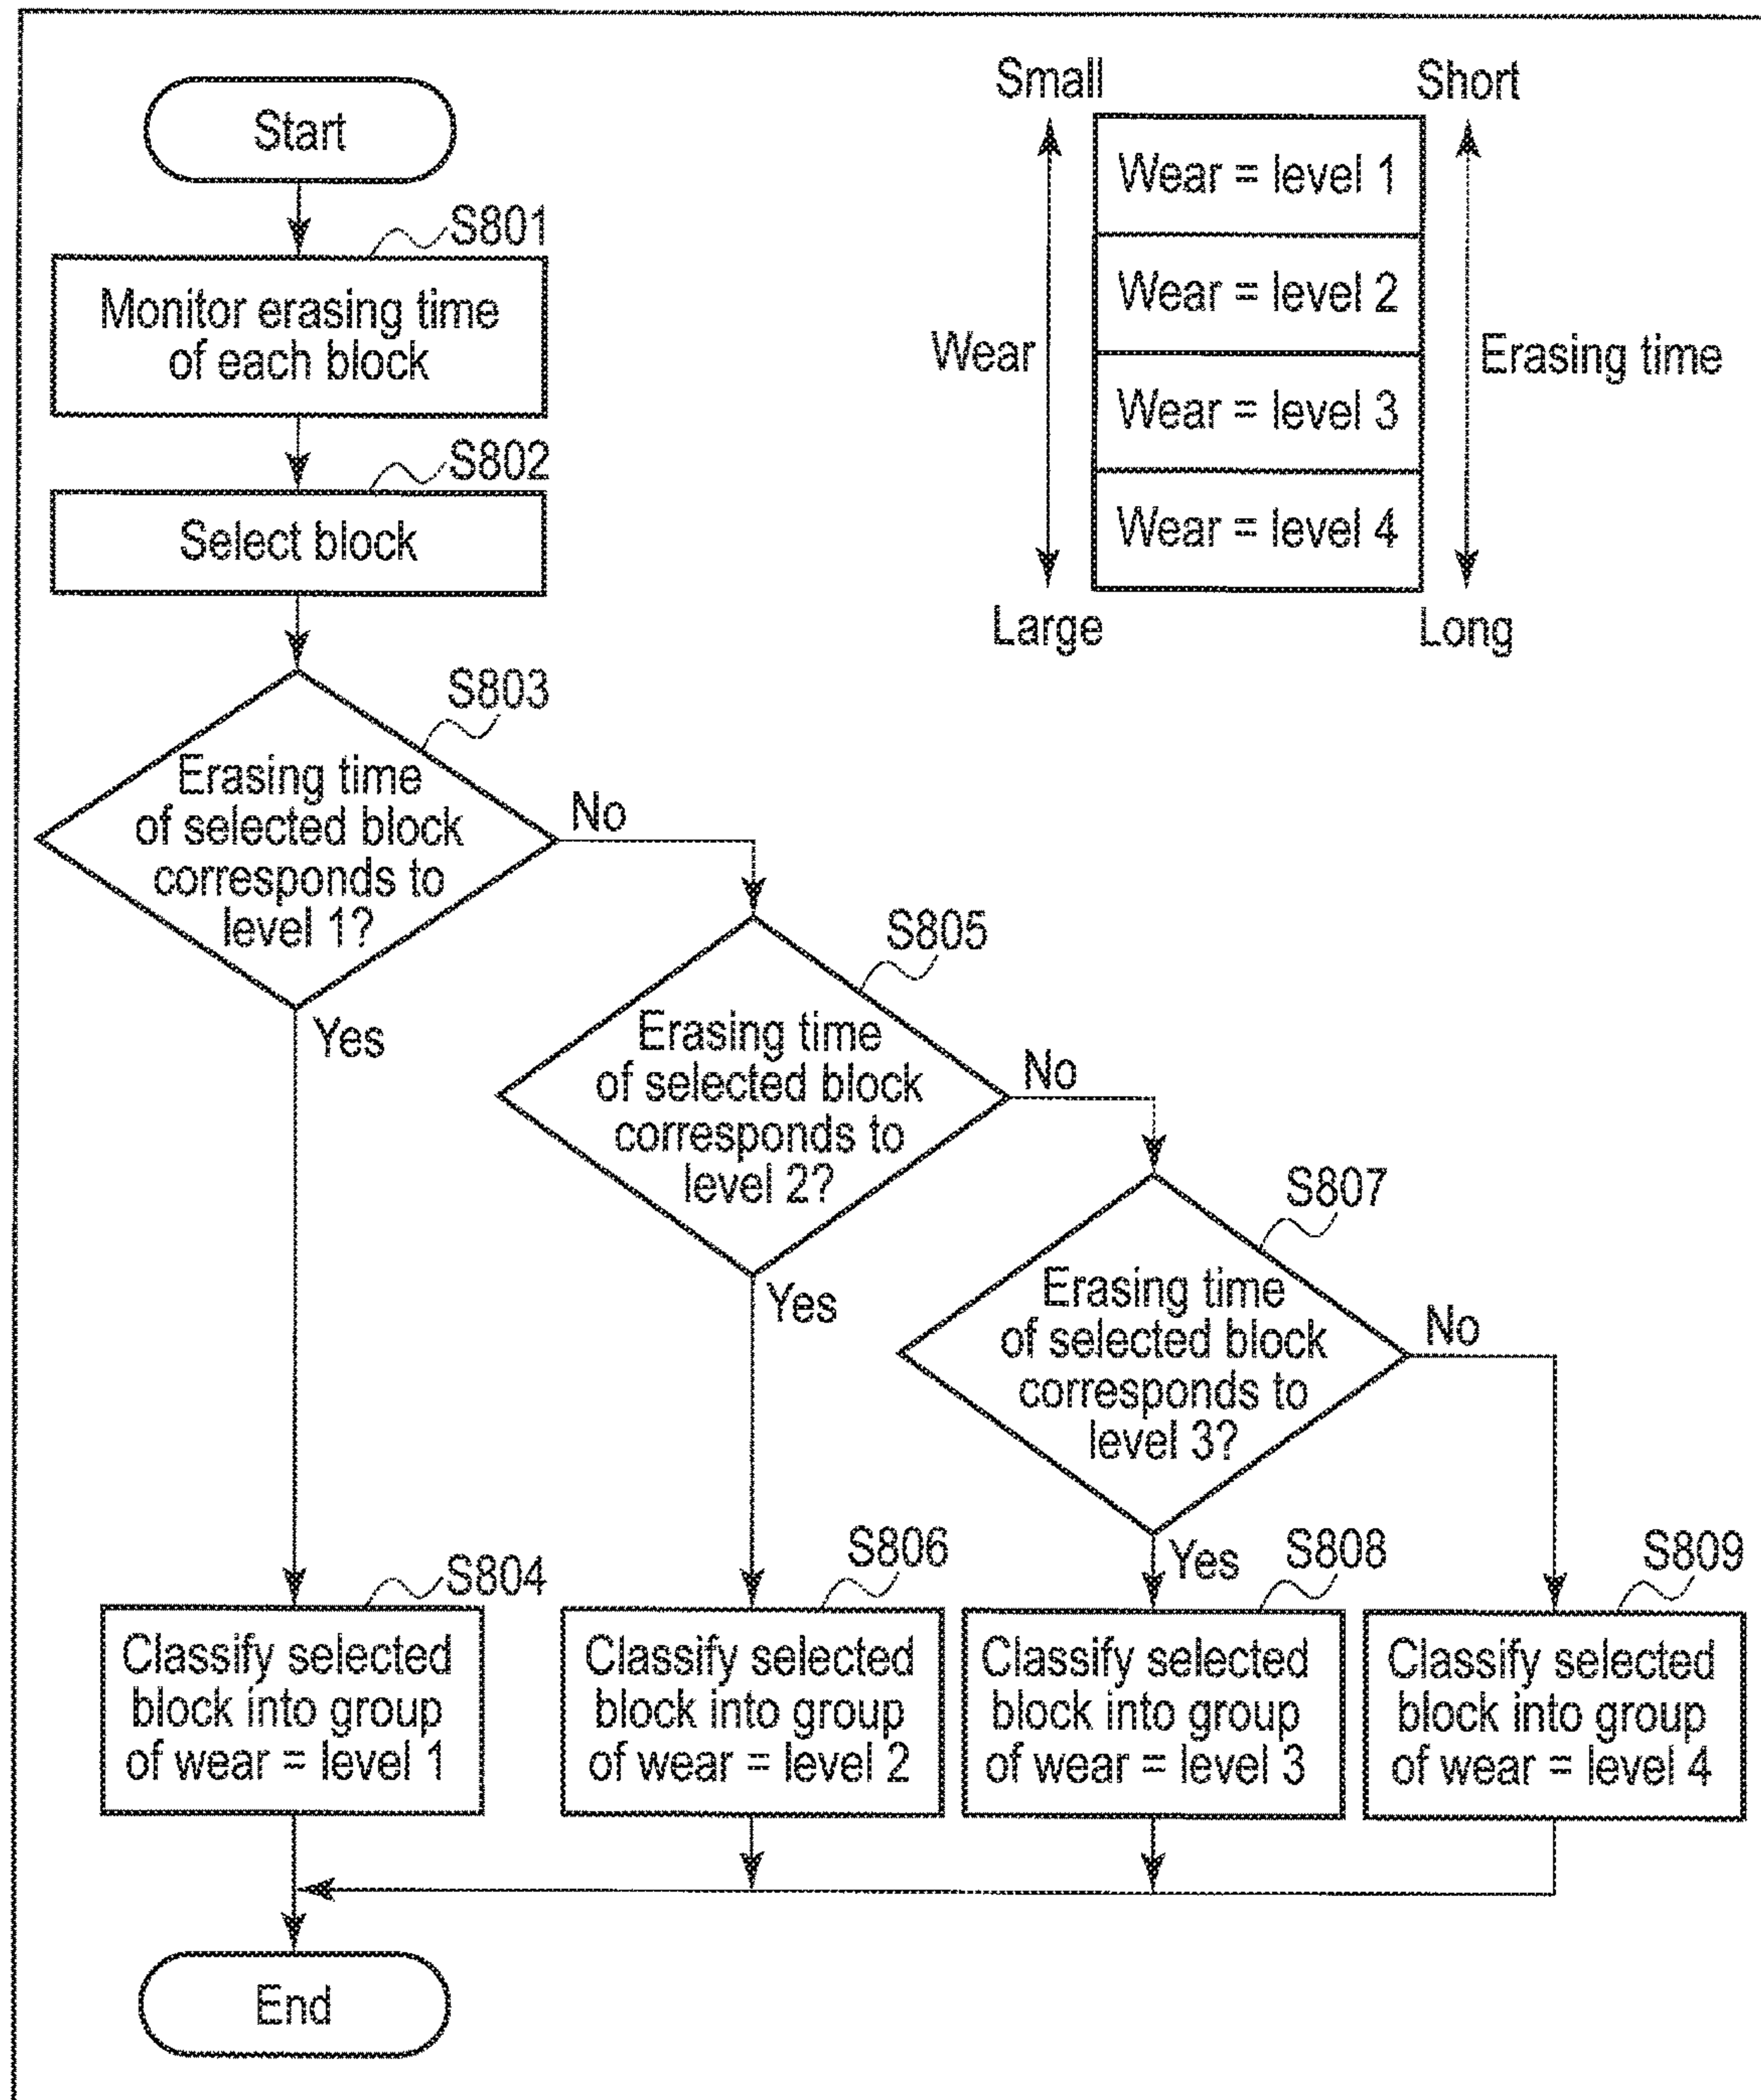 Start
S801
Monitor erasing time
of each block
S802
Select block
S803
Erasing time
of selected block
corresponds to
level 1?
No
Yes
S805
Erasing time
of selected block
corresponds to
level 2?
No
Yes
S807
Erasing time
of selected block
corresponds to
level 3?
No
Yes
S804
Classify selected
block into group
of wear = level 1
S806
Classify selected
block into group
of wear = level 2
S808
Classify selected
block into group
of wear = level 3
S809
Classify selected
block into group
of wear = level 4
End
Small
Short
Wear = level 1
Wear = level 2
Wear
Erasing time
Wear = level 3
Wear = level 4
Large
Long